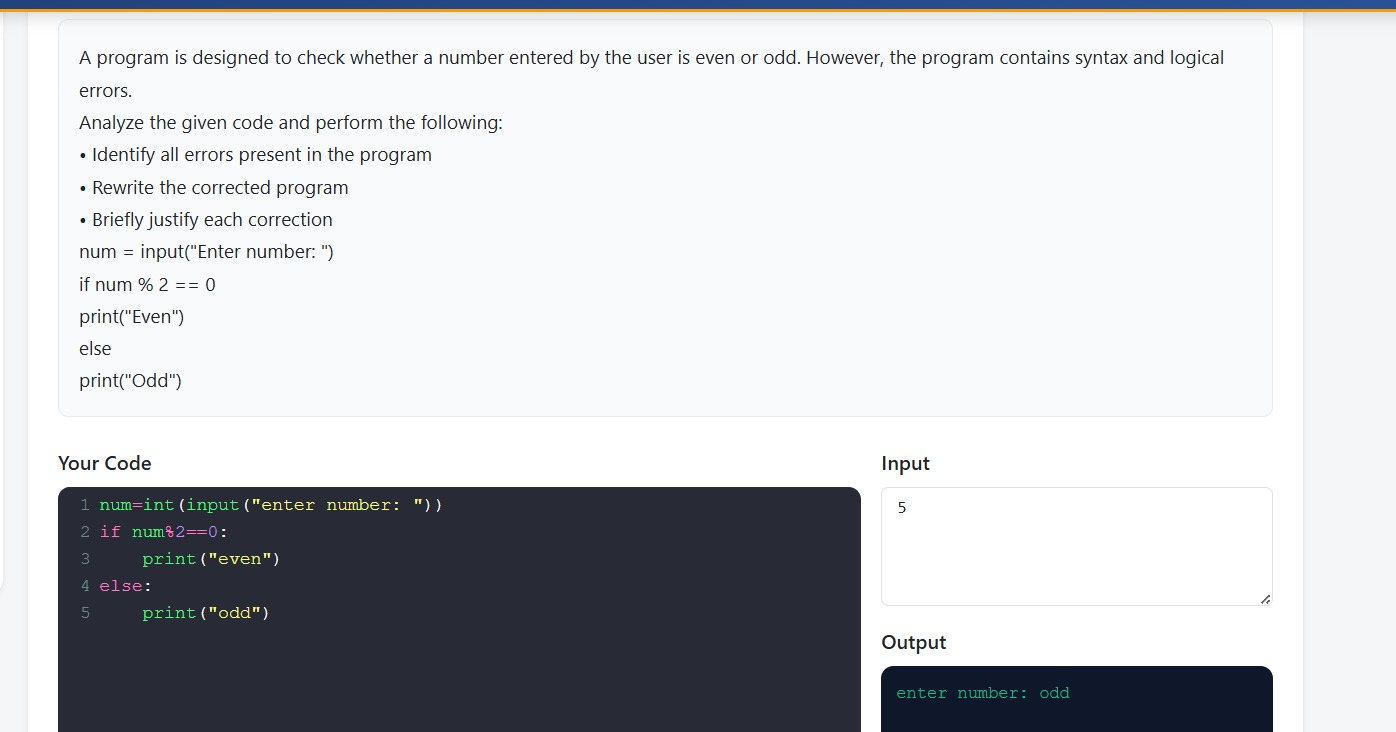 A program is designed to check whether a number entered by the user is even or odd. However, the program contains syntax and logical
errors.
Analyze the given code and perform the following:
• Identify all errors present in the program
• Rewrite the corrected program
• Briefly justify each correction
num = input("Enter number: ")
if num % 2 == 0
print("Even")
else
print("Odd")
Your Code
1 num=int(input("enter number: "))
2 if num%2==0:
3     print("even")
4 else:
5     print("odd")
Input
5
Output
enter number: odd